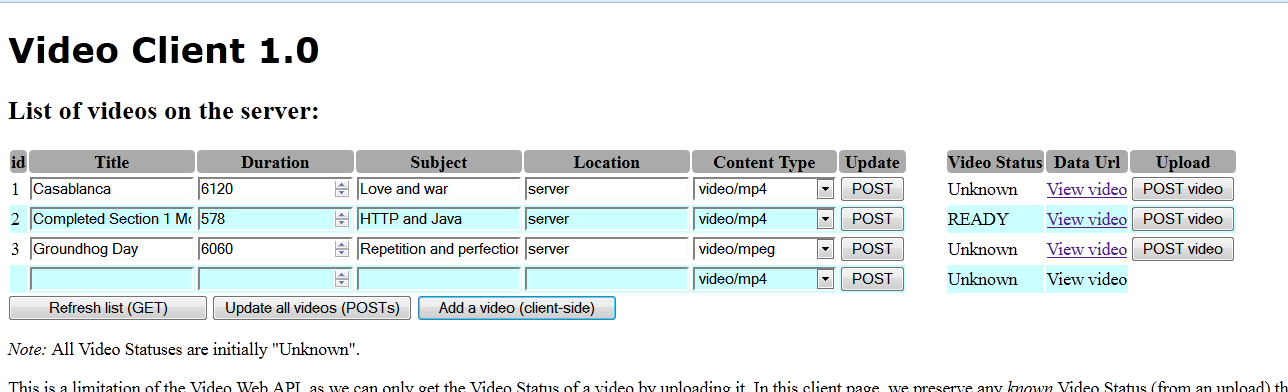 Video Client 1.0
List of videos on the server:
id Title Duration Subject Location Content Type Update Video Status Data Url Upload
1 Casablanca 6120 Love and war server video/mp4 POST Unknown View video POST video
2 Completed Section 1 Mo 578 HTTP and Java server video/mp4 POST READY View video POST video
3 Groundhog Day 6060 Repetition and perfection server video/mpeg POST Unknown View video POST video
video/mp4 POST Unknown View video
Refresh list (GET) Update all videos (POSTs) Add a video (client-side)
Note: All Video Statuses are initially "Unknown".
This is a limitation of the Video Web API, as we can only get the Video Status of a video by uploading it. In this client page, we preserve any known Video Status (from an upload) th